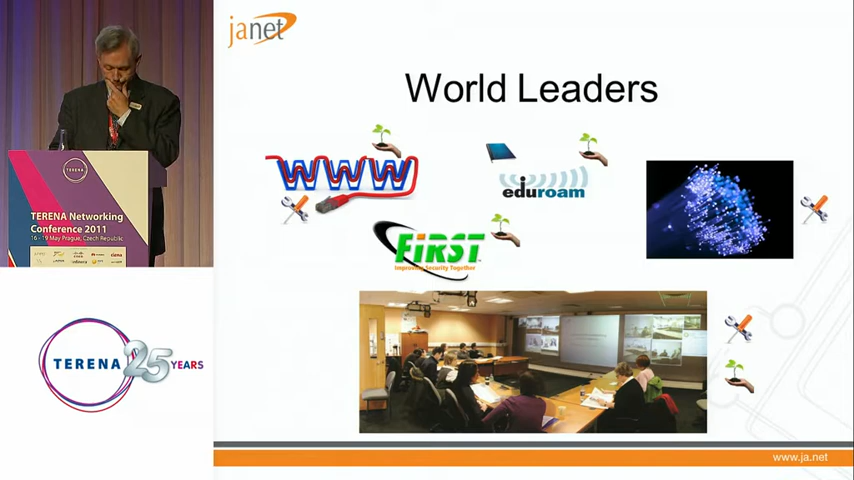 janet
World Leaders
WWW
eduroam
FiRST
Improving Security Together
TERENA
TERENA Networking
Conference 2011
16 - 19 May Prague, Czech Republic
TERENA 25 YEARS
www.ja.net